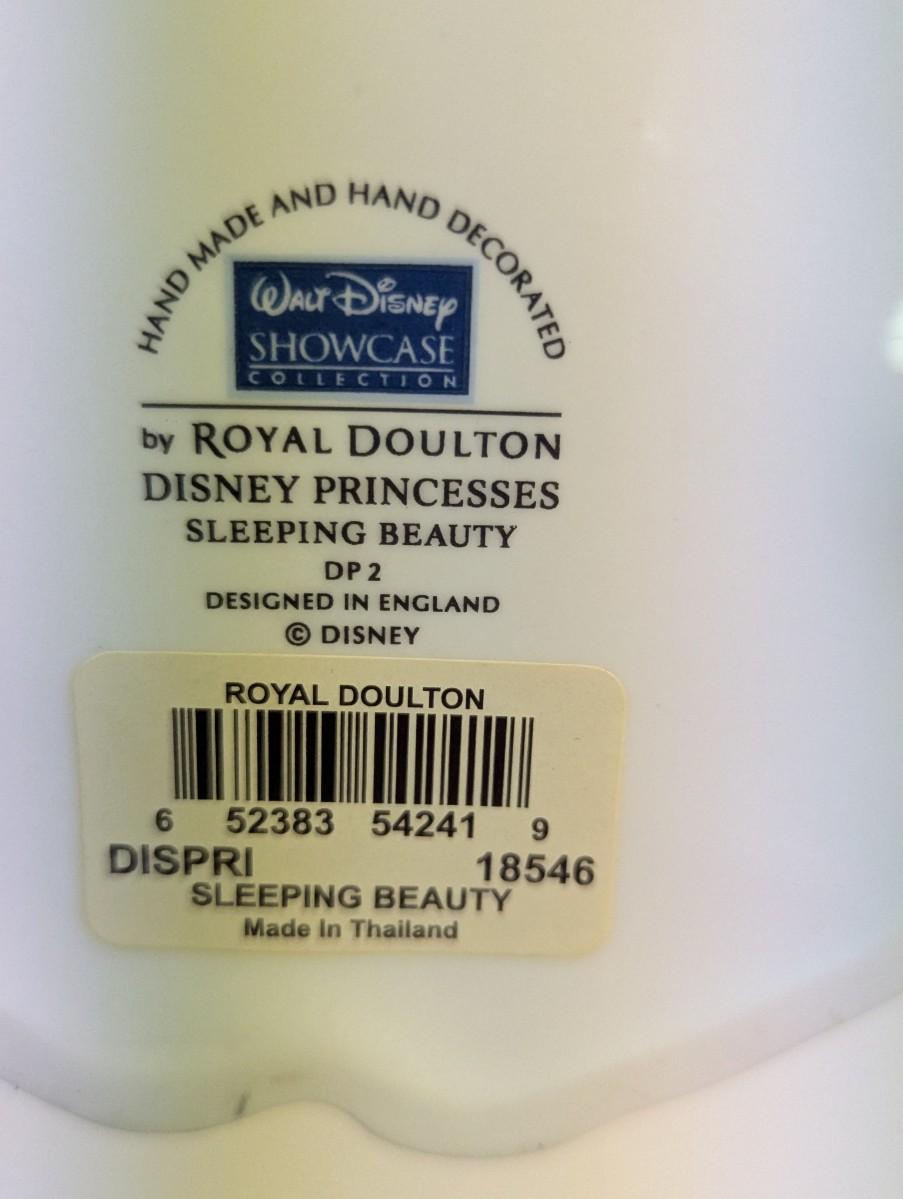 HAND MADE AND HAND DECORATED
WALT DISNEY
SHOWCASE
COLLECTION
by ROYAL DOULTON
DISNEY PRINCESSES
SLEEPING BEAUTY
DP 2
DESIGNED IN ENGLAND
© DISNEY
ROYAL DOULTON
6 52383 54241 9
DISPRI 18546
SLEEPING BEAUTY
Made In Thailand